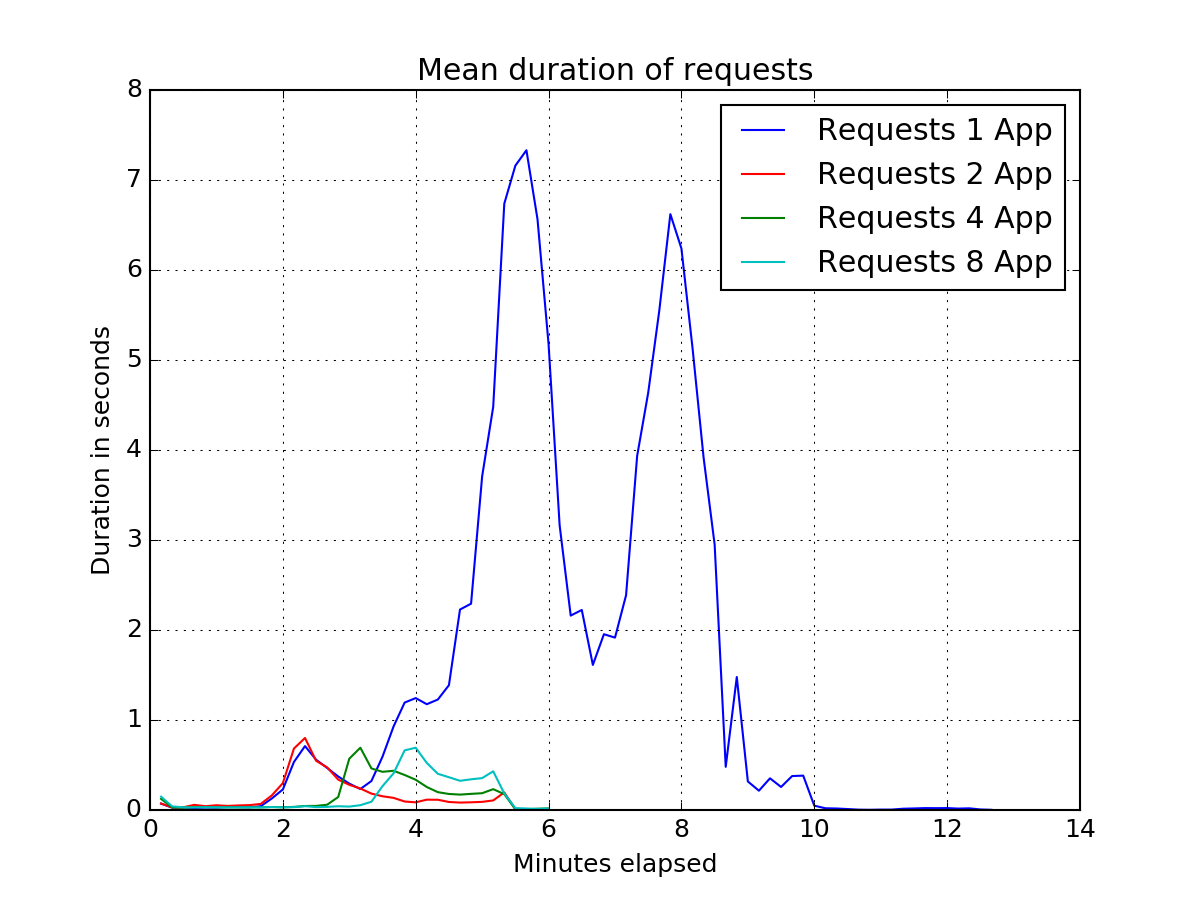 Mean duration of requests
8
7
6
5
4
3
2
1
0
Duration in seconds
Requests 1 App
Requests 2 App
Requests 4 App
Requests 8 App
0 2 4 6 8 10 12 14
Minutes elapsed